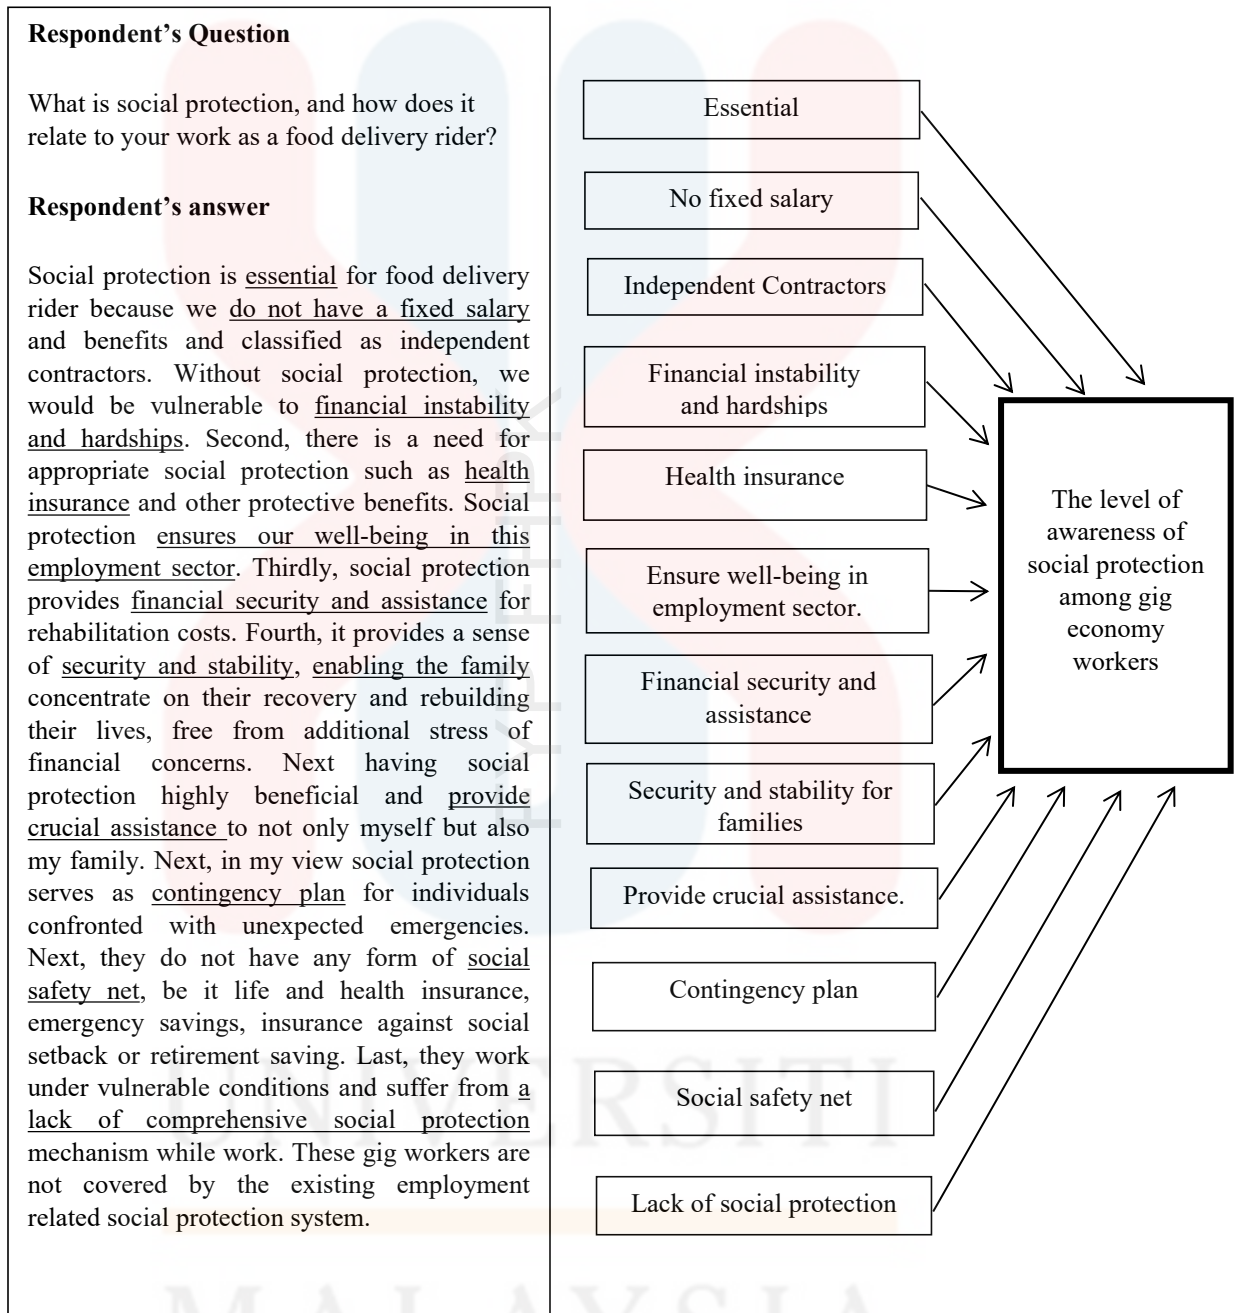 Respondent's Question
What is social protection, and how does it
relate to your work as a food delivery rider?
Respondent's answer
Social protection is essential for food delivery
rider because we do not have a fixed salary
and benefits and classified as independent
contractors. Without social protection, we
would be vulnerable to financial instability
and hardships. Second, there is a need for
appropriate social protection such as health
insurance and other protective benefits. Social
protection ensures our well-being in this
employment sector. Thirdly, social protection
provides financial security and assistance for
rehabilitation costs. Fourth, it provides a sense
of security and stability, enabling the family
concentrate on their recovery and rebuilding
their lives, free from additional stress of
financial concerns. Next having social
protection highly beneficial and provide
crucial assistance to not only myself but also
my family. Next, in my view social protection
serves as contingency plan for individuals
confronted with unexpected emergencies.
Next, they do not have any form of social
safety net, be it life and health insurance,
emergency savings, insurance against social
setback or retirement saving. Last, they work
under vulnerable conditions and suffer from a
lack of comprehensive social protection
mechanism while work. These gig workers are
not covered by the existing employment
related social protection system.
Essential
No fixed salary
Independent Contractors
Financial instability
and hardships
Health insurance
Ensure well-being in
employment sector.
Financial security and
assistance
Security and stability for
families
Provide crucial assistance.
Contingency plan
Social safety net
Lack of social protection
The level of
awareness of
social protection
among gig
economy
workers
FYP FHPK
UNIVERSITI
MALAYSIA